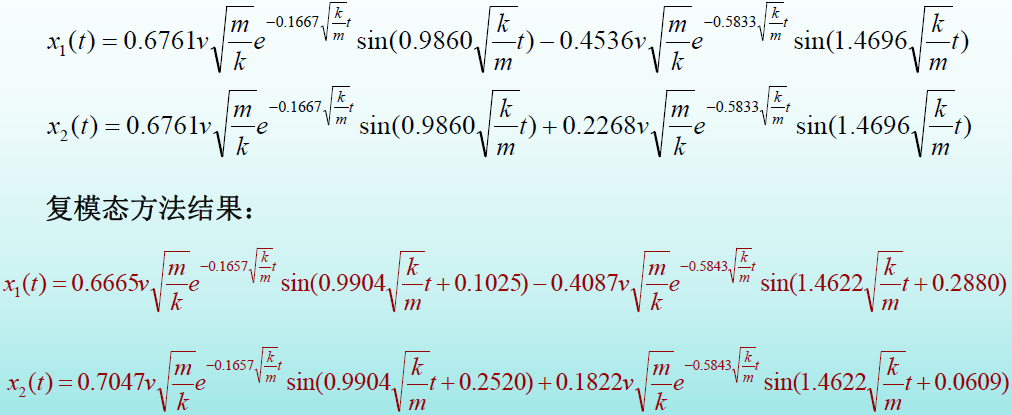 x₁(t) = 0.6761v√(m/k) e^(−0.1667√(k/m)t) sin(0.9860√(k/m)t) − 0.4536v√(m/k) e^(−0.5833√(k/m)t) sin(1.4696√(k/m)t)
x₂(t) = 0.6761v√(m/k) e^(−0.1667√(k/m)t) sin(0.9860√(k/m)t) + 0.2268v√(m/k) e^(−0.5833√(k/m)t) sin(1.4696√(k/m)t)
复模态方法结果：
x₁(t) = 0.6665v√(m/k) e^(−0.1657√(k/m)t) sin(0.9904√(k/m)t + 0.1025) − 0.4087v√(m/k) e^(−0.5843√(k/m)t) sin(1.4622√(k/m)t + 0.2880)
x₂(t) = 0.7047v√(m/k) e^(−0.1657√(k/m)t) sin(0.9904√(k/m)t + 0.2520) + 0.1822v√(m/k) e^(−0.5843√(k/m)t) sin(1.4622√(k/m)t + 0.0609)